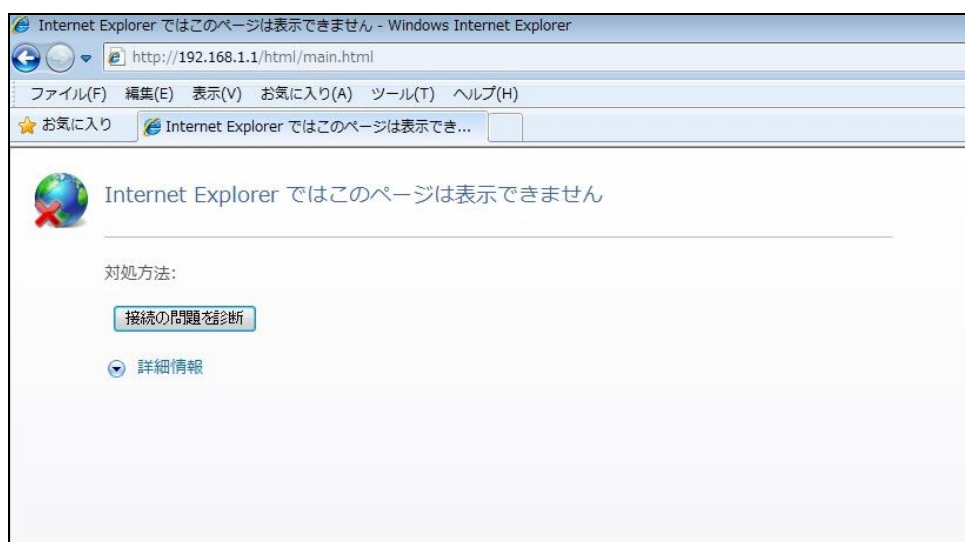 Internet Explorer ではこのページは表示できません - Windows Internet Explorer
http://192.168.1.1/html/main.html
ファイル(F) 編集(E) 表示(V) お気に入り(A) ツール(T) ヘルプ(H)
お気に入り Internet Explorer ではこのページは表示でき...
Internet Explorer ではこのページは表示できません
対処方法:
接続の問題を診断
詳細情報